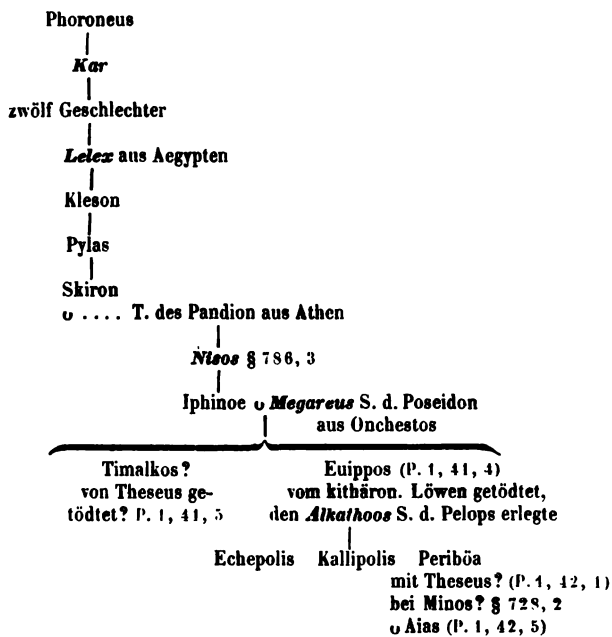 Phoroneus
Kar
zwölf Geschlechter
Lelex aus Aegypten
Kleson
Pylas
Skiron
ᴗ .... T. des Pandion aus Athen
Nisos § 786, 3
Iphinoe ᴗ Megareus S. d. Poseidon
aus Onchestos
Timalkos?
von Theseus ge-
tödtet? P. 1, 41, 5
Euippos (P. 1, 41, 4)
vom kithäron. Löwen getödtet,
den Alkathoos S. d. Pelops erlegte
Echepolis Kallipolis Periböa
mit Theseus? (P. 1, 42, 1)
bei Minos? § 728, 2
ᴗ Aias (P. 1, 42, 5)